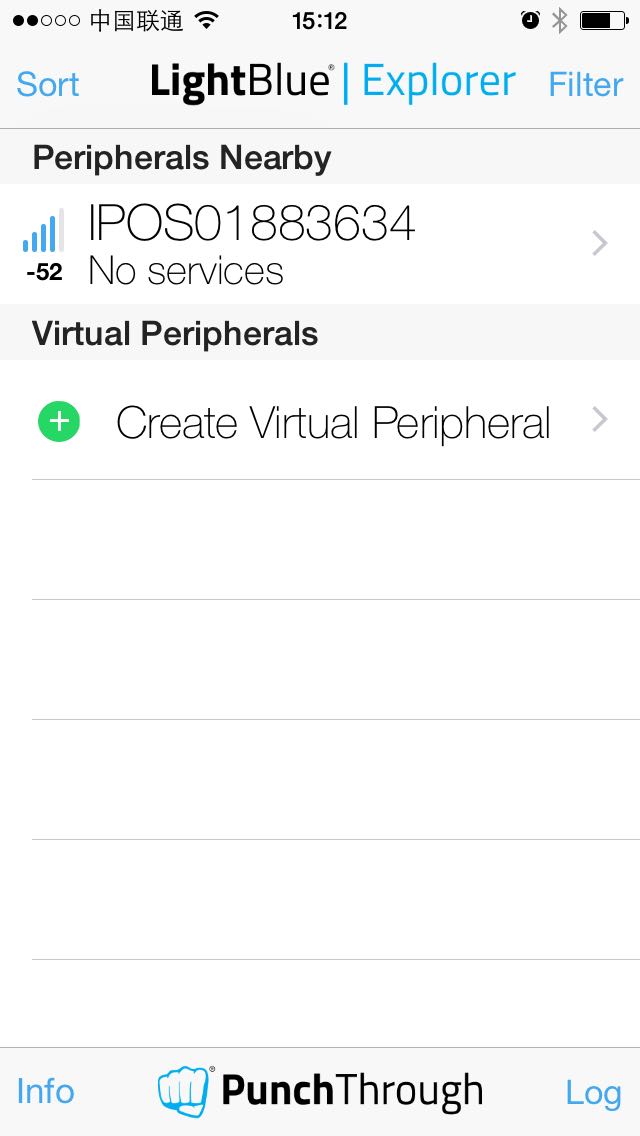 中国联通 15:12
Sort LightBlue® | Explorer Filter
Peripherals Nearby
IPOS01883634
-52 No services
Virtual Peripherals
Create Virtual Peripheral
Info PunchThrough® Log